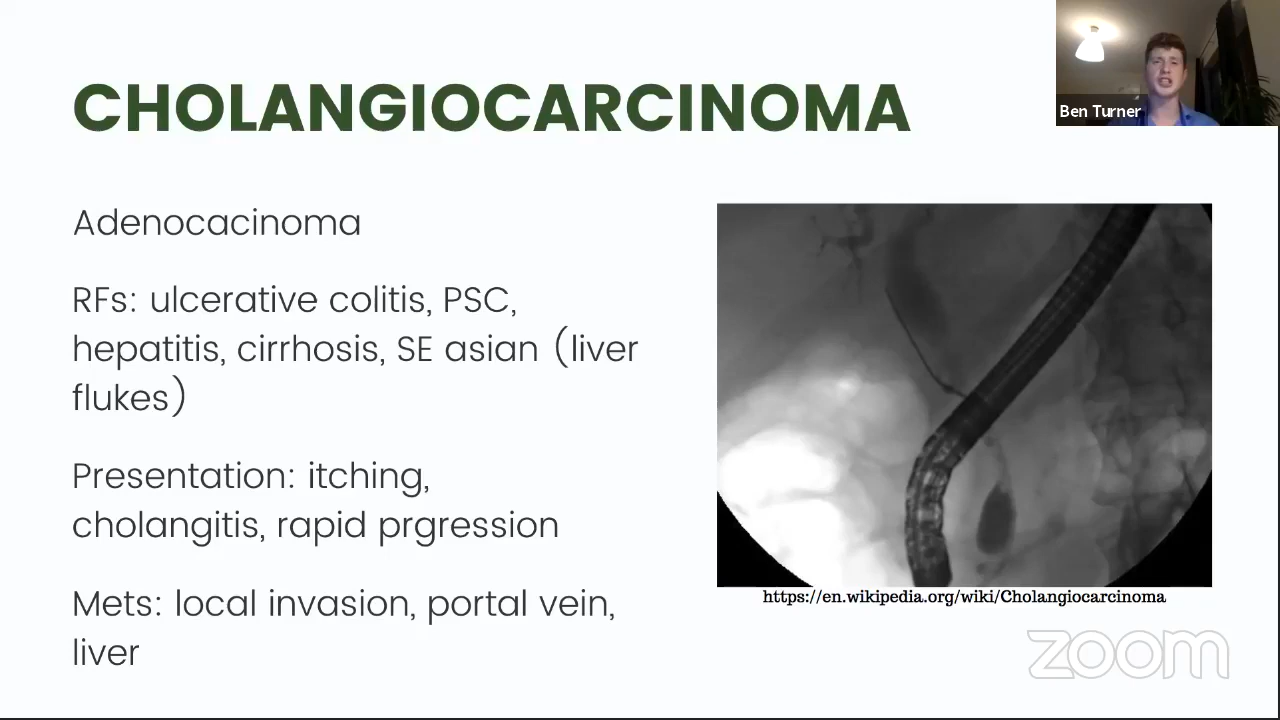 CHOLANGIOCARCINOMA
Ben Turner
Adenocacinoma
RFs: ulcerative colitis, PSC,
hepatitis, cirrhosis, SE asian (liver
flukes)
Presentation: itching,
cholangitis, rapid prgression
Mets: local invasion, portal vein,
liver
https://en.wikipedia.org/wiki/Cholangiocarcinoma
zoom